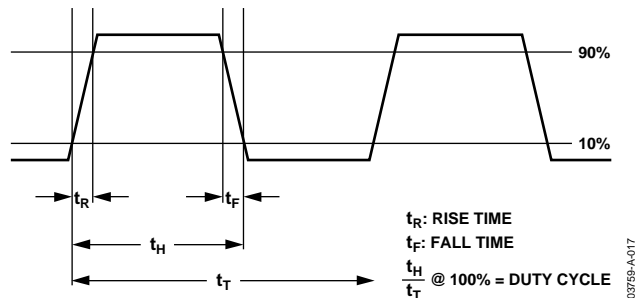 90%
10%
tR
tF
tH
tT
tR: RISE TIME
tF: FALL TIME
tH
tT
@ 100% = DUTY CYCLE
03759-A-017